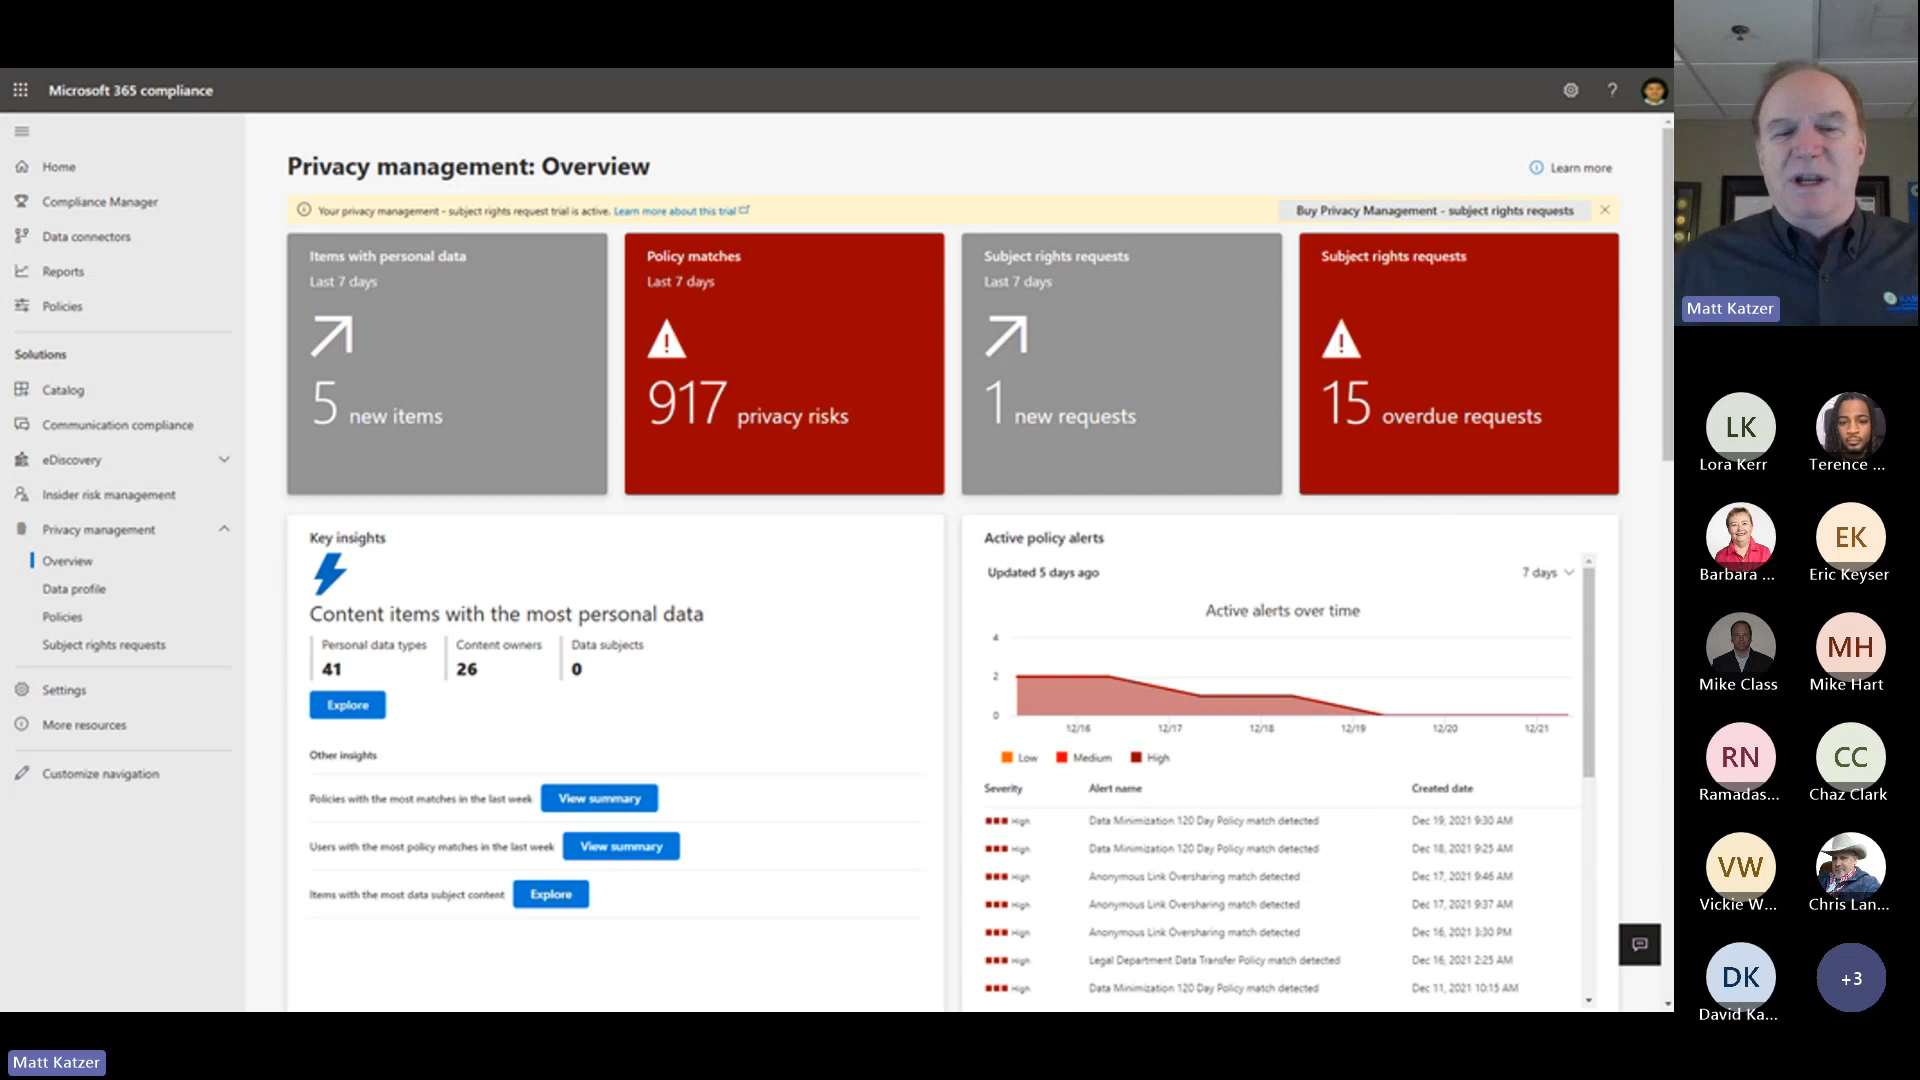 Microsoft 365 compliance
?
Home
Compliance Manager
Data connectors
Reports
Policies
Solutions
Catalog
Communication compliance
eDiscovery
Insider risk management
Privacy management
Overview
Data profile
Policies
Subject rights requests
Settings
More resources
Customize navigation
Privacy management: Overview
Learn more
Your privacy management - subject rights request trial is active. Learn more about this trial
Buy Privacy Management - subject rights requests
Items with personal data
Last 7 days
5 new items
Policy matches
Last 7 days
917 privacy risks
Subject rights requests
Last 7 days
1 new requests
Subject rights requests
15 overdue requests
Key insights
Content items with the most personal data
Personal data types
41
Content owners
26
Data subjects
0
Explore
Other insights
Policies with the most matches in the last week View summary
Users with the most policy matches in the last week View summary
Items with the most data subject content Explore
Active policy alerts
Updated 5 days ago
7 days
Active alerts over time
4
2
0
12/16 12/17 12/18 12/19 12/20 12/21
Low Medium High
Severity Alert name Created date
High Data Minimization 120 Day Policy match detected Dec 19, 2021 9:30 AM
High Data Minimization 120 Day Policy match detected Dec 18, 2021 9:25 AM
High Anonymous Link Oversharing match detected Dec 17, 2021 9:46 AM
High Anonymous Link Oversharing match detected Dec 17, 2021 9:37 AM
High Anonymous Link Oversharing match detected Dec 16, 2021 3:30 PM
High Legal Department Data Transfer Policy match detected Dec 16, 2021 2:25 AM
High Data Minimization 120 Day Policy match detected Dec 11, 2021 10:15 AM
Matt Katzer
LK
Lora Kerr
Terence ...
Barbara ...
EK
Eric Keyser
Mike Class
MH
Mike Hart
RN
Ramadas...
CC
Chaz Clark
VW
Vickie W...
Chris Lan...
DK
David Ka...
+3
Matt Katzer